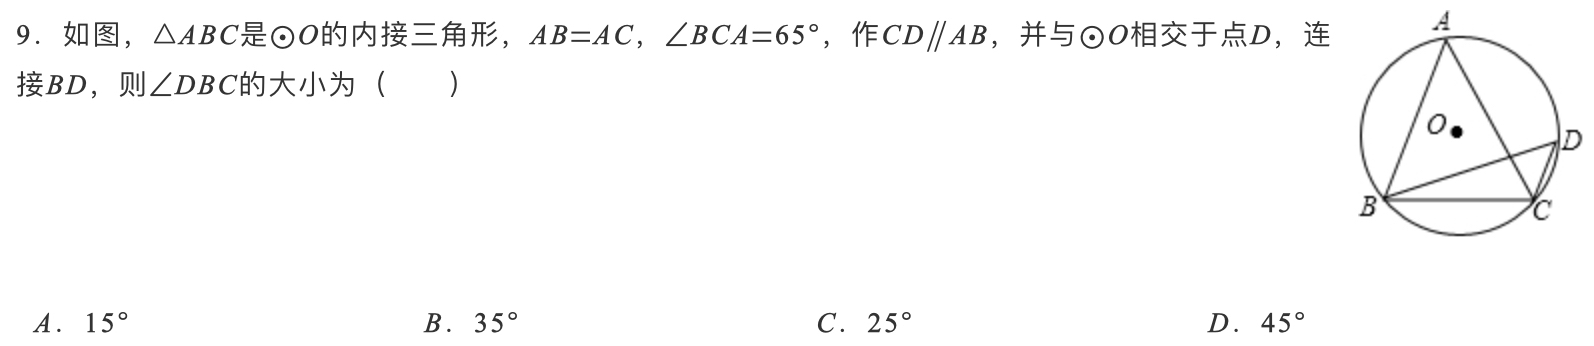 9．如图，△ABC是⊙O的内接三角形，AB=AC，∠BCA=65°，作CD∥AB，并与⊙O相交于点D，连
接BD，则∠DBC的大小为（　　）
A
O
D
B
C
A．15°　B．35°　C．25°　D．45°